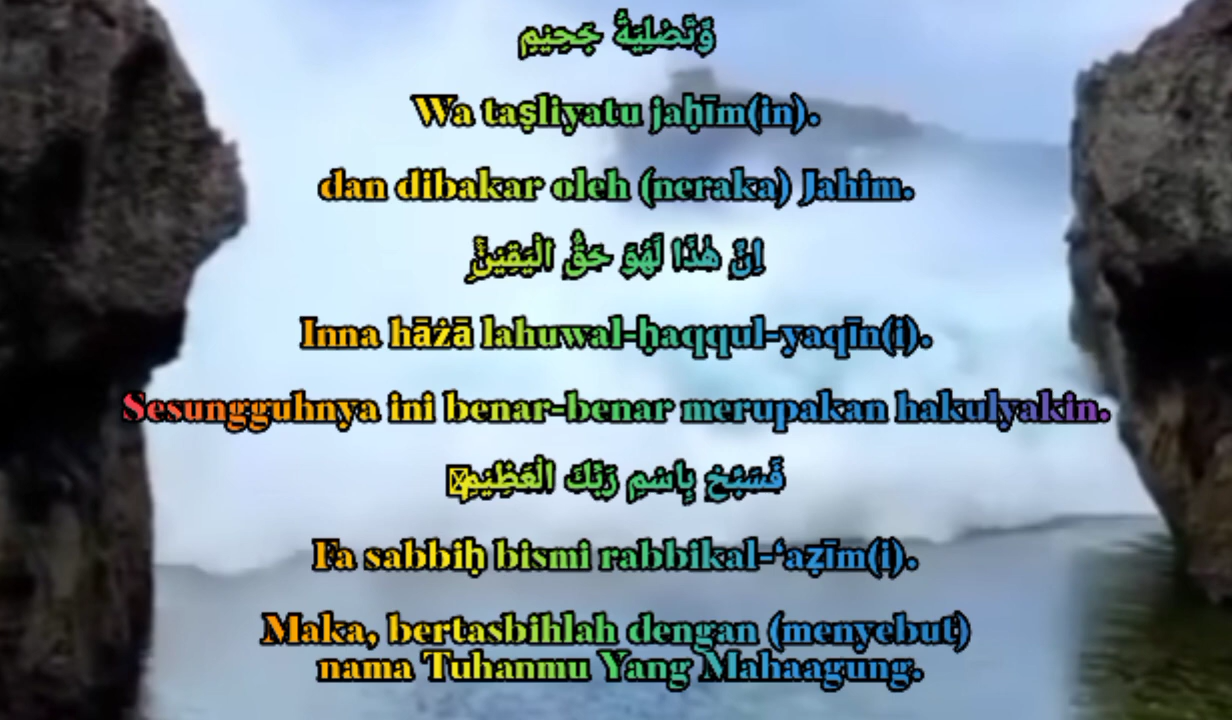 وَّتَصْلِيَةُ جَحِيْمٍ
Wa taṣliyatu jaḥīm(in).
dan dibakar oleh (neraka) Jahim.
اِنَّ هٰذَا لَهُوَ حَقُّ الْيَقِيْنِۚ
Inna hāżā lahuwal-ḥaqqul-yaqīn(i).
Sesungguhnya ini benar-benar merupakan hakulyakin.
فَسَبِّحْ بِاسْمِ رَبِّكَ الْعَظِيْمِ
Fa sabbiḥ bismi rabbikal-‘aẓīm(i).
Maka, bertasbihlah dengan (menyebut)
nama Tuhanmu Yang Mahaagung.